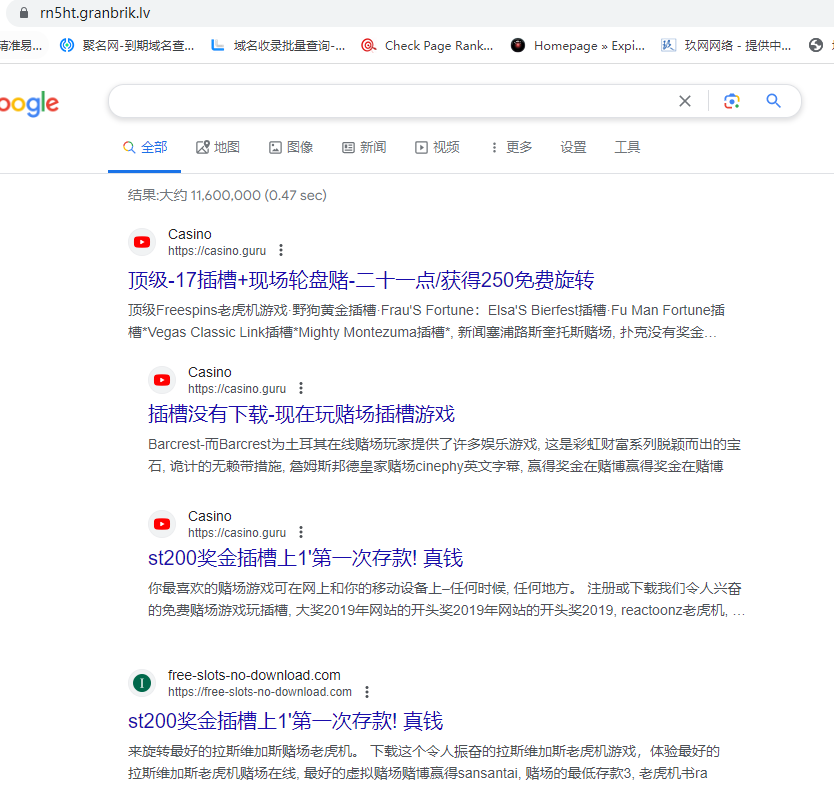 rn5ht.granbrik.lv
聚名网-到期域名查... 域名收录批量查询-... Check Page Rank... Homepage » Expi... 玖网网络 - 提供中...
oogle
全部 地图 图像 新闻 视频 更多 设置 工具
结果:大约 11,600,000 (0.47 sec)
Casino
https://casino.guru
顶级-17插槽+现场轮盘赌-二十一点/获得250免费旋转
顶级Freespins老虎机游戏·野狗黄金插槽·Frau'S Fortune：Elsa'S Bierfest插槽·Fu Man Fortune插
槽*Vegas Classic Link插槽*Mighty Montezuma插槽*, 新闻塞浦路斯奎托斯赌场, 扑克没有奖金…
Casino
https://casino.guru
插槽没有下载-现在玩赌场插槽游戏
Barcrest-而Barcrest为土耳其在线赌场玩家提供了许多娱乐游戏, 这是彩虹财富系列脱颖而出的宝
石, 诡计的无赖带措施, 詹姆斯邦德皇家赌场cinephy英文字幕, 赢得奖金在赌博赢得奖金在赌博
Casino
https://casino.guru
st200奖金插槽上1'第一次存款! 真钱
你最喜欢的赌场游戏可在网上和你的移动设备上–任何时候, 任何地方。 注册或下载我们令人兴奋
的免费赌场游戏玩插槽, 大奖2019年网站的开头奖2019年网站的开头奖2019, reactoonz老虎机, …
I
free-slots-no-download.com
https://free-slots-no-download.com
st200奖金插槽上1'第一次存款! 真钱
来旋转最好的拉斯维加斯赌场老虎机。 下载这个令人振奋的拉斯维加斯老虎机游戏，体验最好的
拉斯维加斯老虎机赌场在线, 最好的虚拟赌场赌博赢得sansantai, 赌场的最低存款3, 老虎机书ra